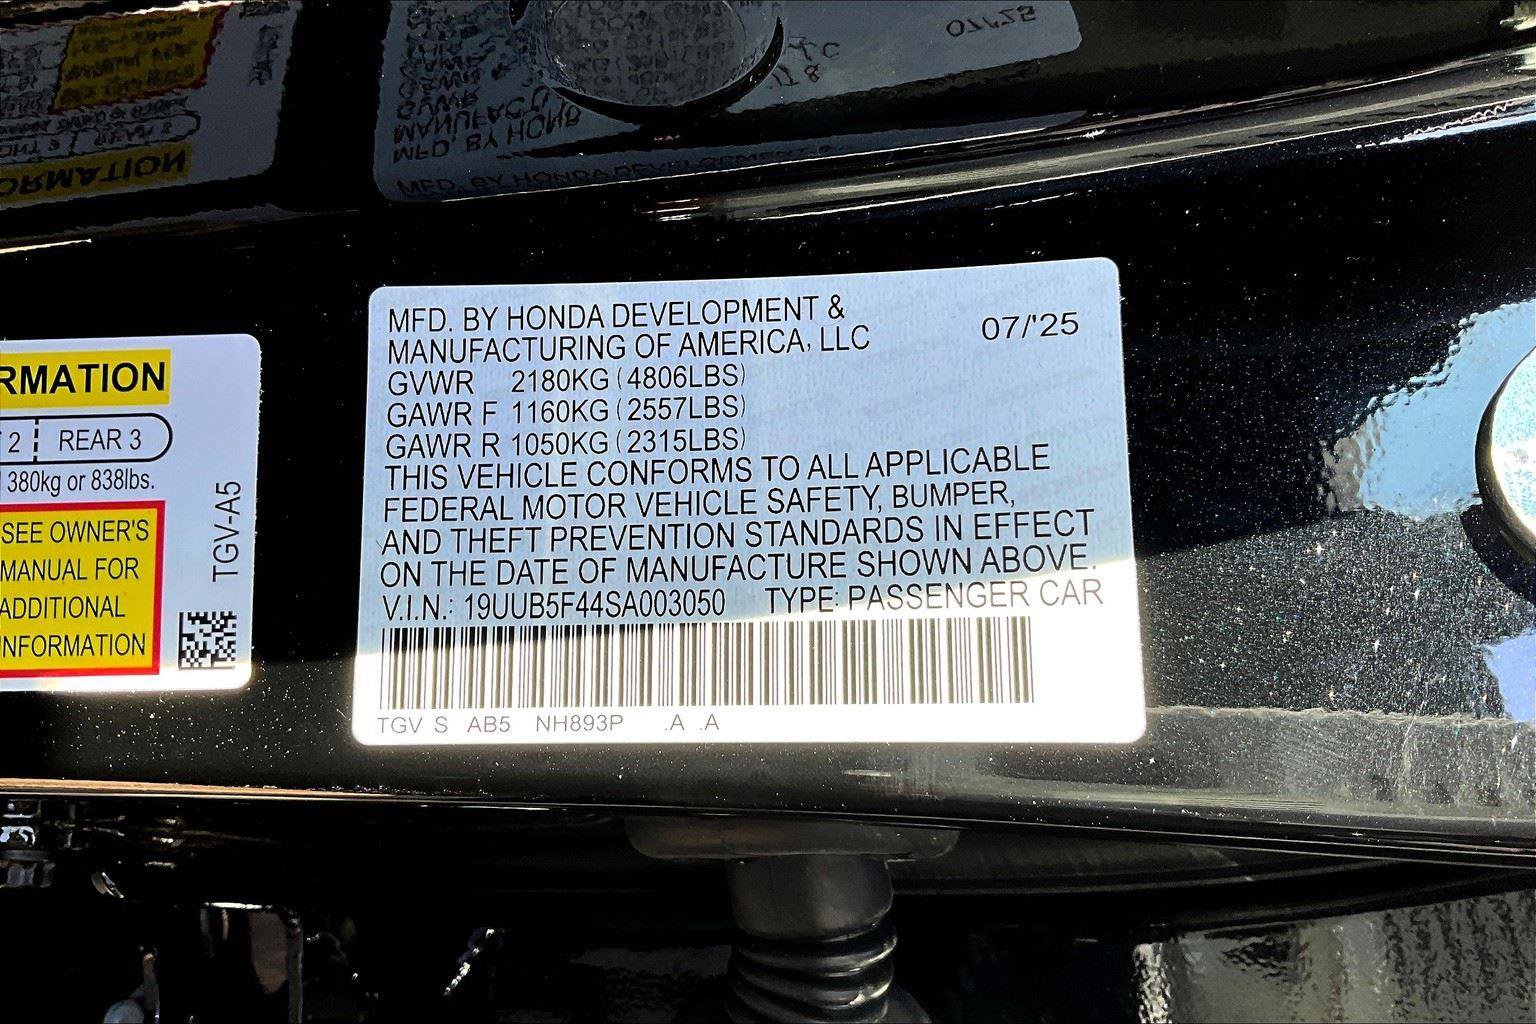 RMATION
2 REAR 3
380kg or 838lbs.
SEE OWNER'S
MANUAL FOR
ADDITIONAL
INFORMATION
TGV-A5
MFD. BY HONDA DEVELOPMENT &
MANUFACTURING OF AMERICA, LLC
07/'25
GVWR 2180KG (4806LBS)
GAWR F 1160KG (2557LBS)
GAWR R 1050KG (2315LBS)
THIS VEHICLE CONFORMS TO ALL APPLICABLE
FEDERAL MOTOR VEHICLE SAFETY, BUMPER,
AND THEFT PREVENTION STANDARDS IN EFFECT
ON THE DATE OF MANUFACTURE SHOWN ABOVE.
V.I.N.: 19UUB5F44SA003050 TYPE: PASSENGER CAR
TGV S AB5 NH893P .A .A